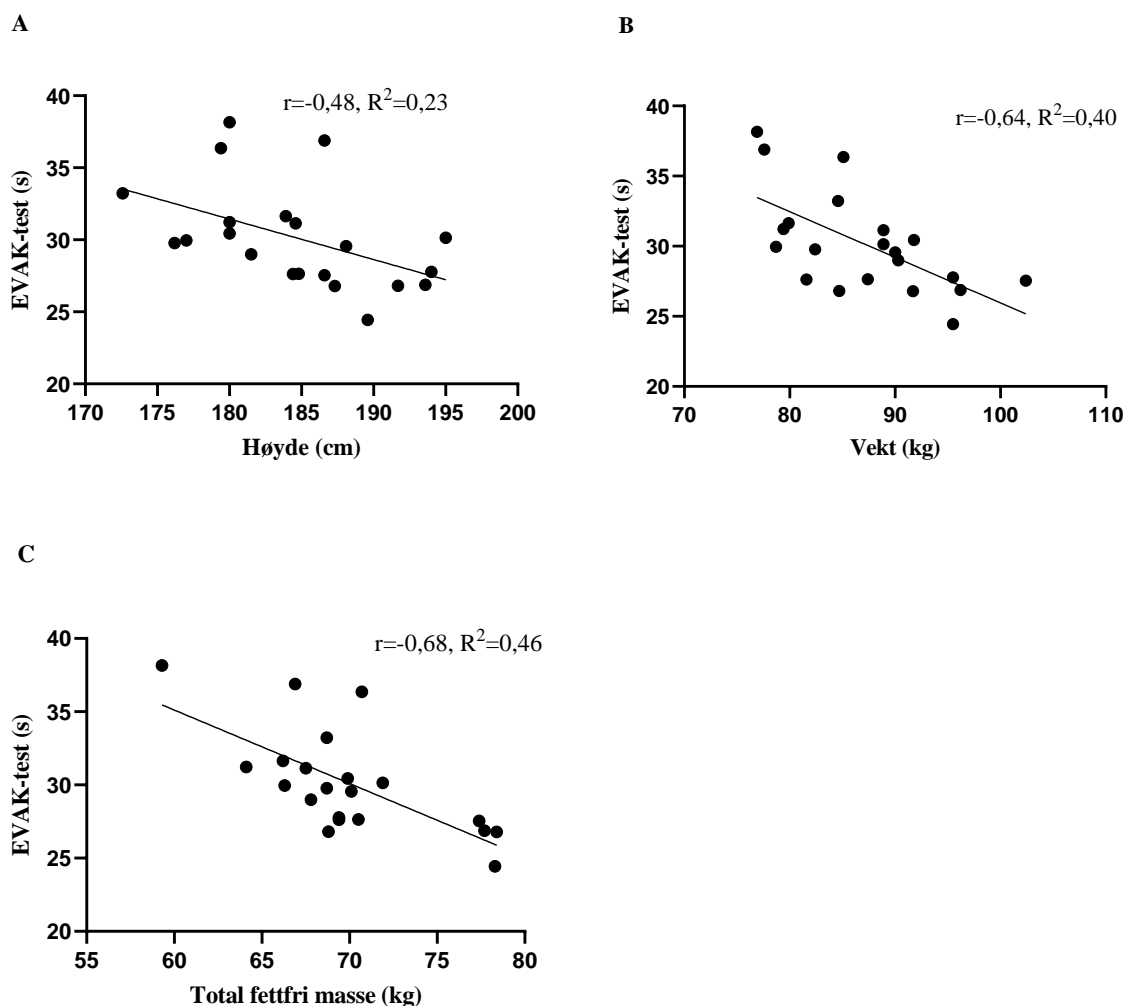 A
r=-0,48, R²=0,23
EVAK-test (s)
40
35
30
25
20
170 175 180 185 190 195 200
Høyde (cm)
B
r=-0,64, R²=0,40
EVAK-test (s)
40
35
30
25
20
70 80 90 100 110
Vekt (kg)
C
r=-0,68, R²=0,46
EVAK-test (s)
40
35
30
25
20
55 60 65 70 75 80
Total fettfri masse (kg)